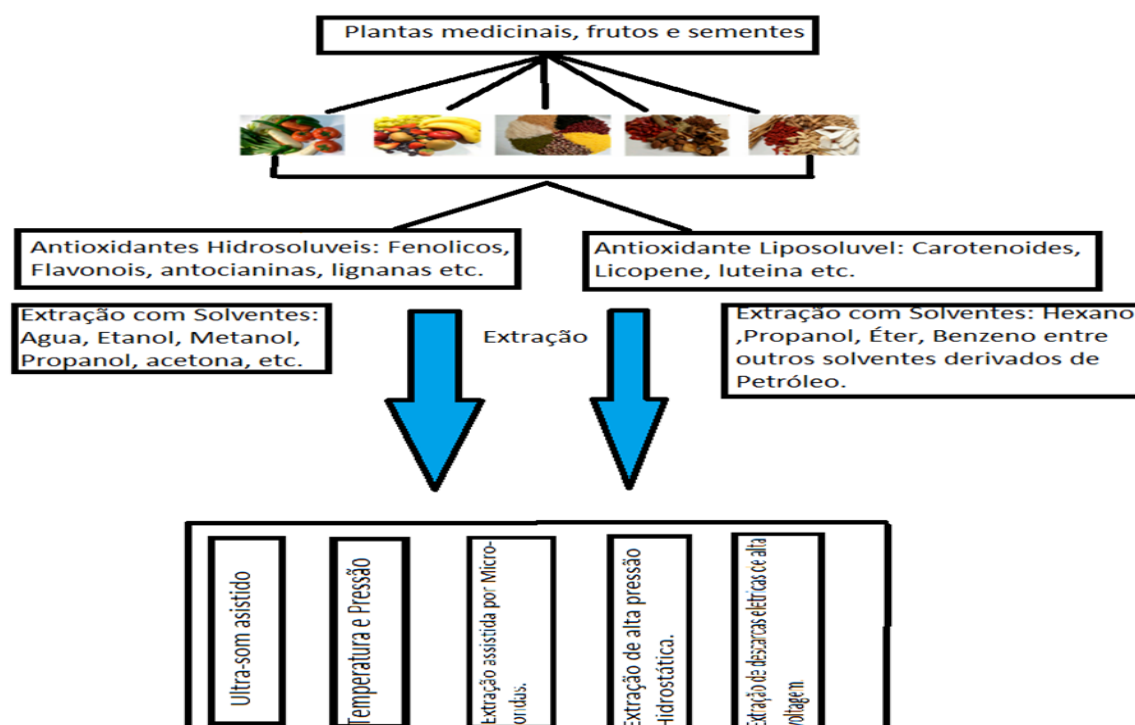 Plantas medicinais, frutos e sementes
Antioxidantes Hidrosoluveis: Fenolicos,
Flavonois, antocianinas, lignanas etc.
Antioxidante Liposoluvel: Carotenoides,
Licopene, luteina etc.
Extração com Solventes:
Agua, Etanol, Metanol,
Propanol, acetona, etc.
Extração
Extração com Solventes: Hexano
,Propanol, Éter, Benzeno entre
outros solventes derivados de
Petróleo.
Ultra-som asistido
Temperatura e Pressão
Extração assistida por Micro-
ondas.
Extração de alta pressão
Hidrostática.
Extração de descarcas eletricas de alta
voltagem.